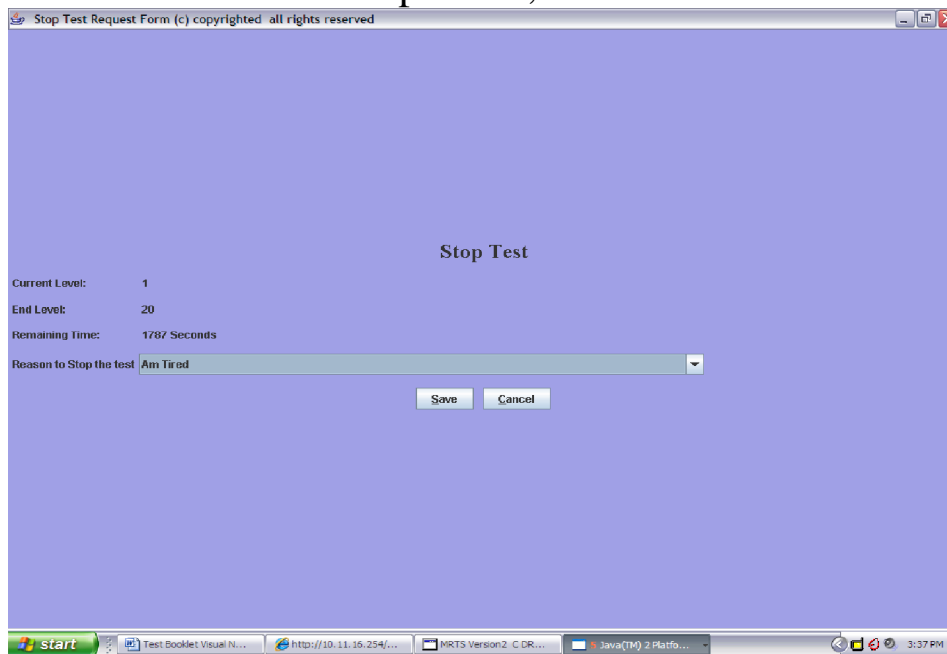 Stop Test Request Form (c) copyrighted all rights reserved
Stop Test
Current Level: 1
End Level: 20
Remaining Time: 1787 Seconds
Reason to Stop the test Am Tired
Save Cancel
start Test Booklet Visual N... http://10.11.16.254/... MRTS Version2 C DR... Java(TM) 2 Platfo... 3:37 PM